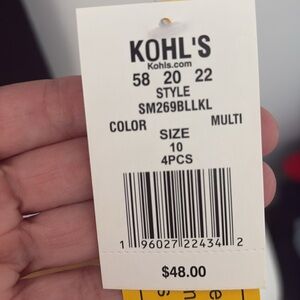 KOHL'S
Kohls.com
58 20 22
STYLE
SM269BLLKL
COLOR MULTI
SIZE
10
4PCS
1 96027 22434 2
$48.00